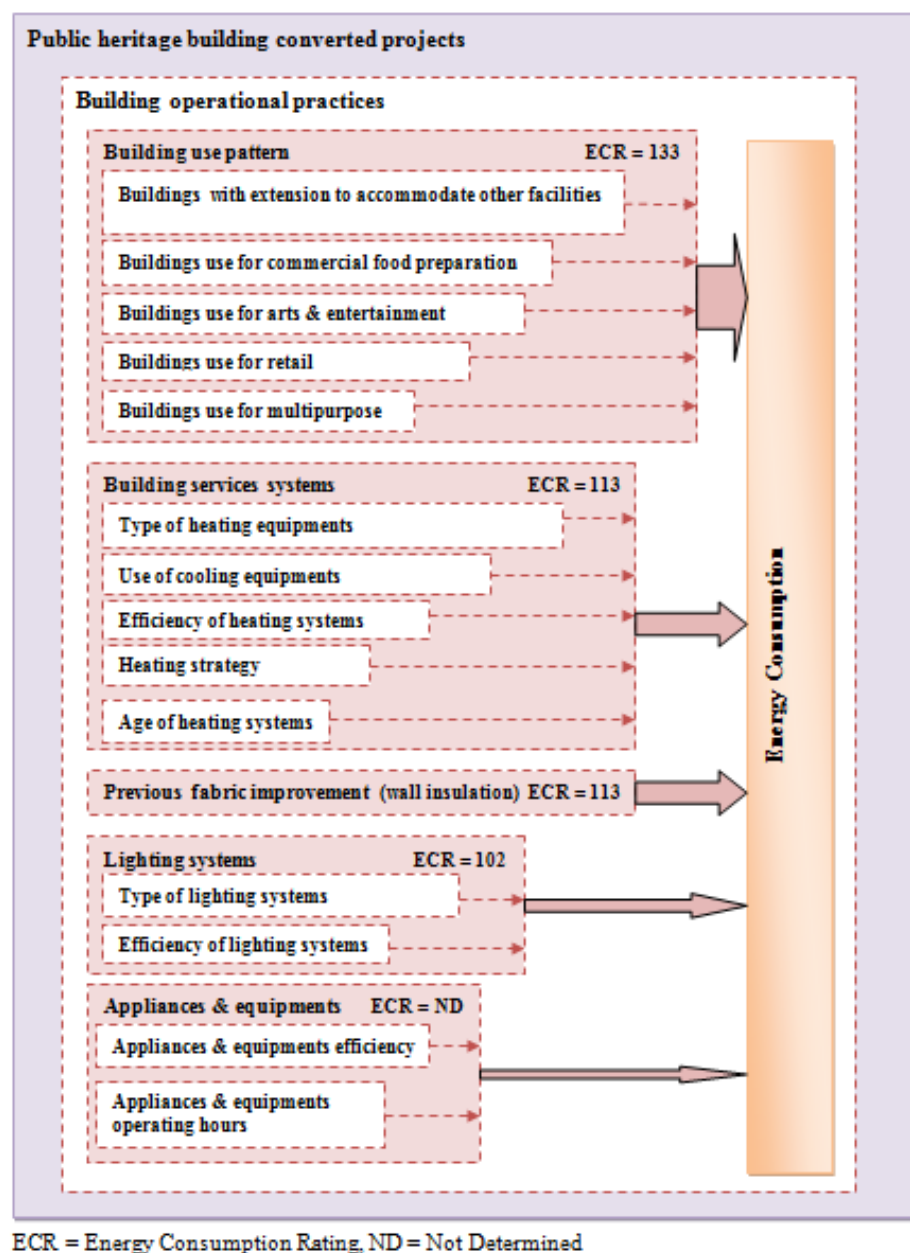 Public heritage building converted projects
Building operational practices
Building use pattern ECR = 133
Buildings with extension to accommodate other facilities
Buildings use for commercial food preparation
Buildings use for arts & entertainment
Buildings use for retail
Buildings use for multipurpose
Building services systems ECR = 113
Type of heating equipments
Use of cooling equipments
Efficiency of heating systems
Heating strategy
Age of heating systems
Previous fabric improvement (wall insulation) ECR = 113
Lighting systems ECR = 102
Type of lighting systems
Efficiency of lighting systems
Appliances & equipments ECR = ND
Appliances & equipments efficiency
Appliances & equipments
operating hours
Energy Consumption
ECR = Energy Consumption Rating, ND = Not Determined